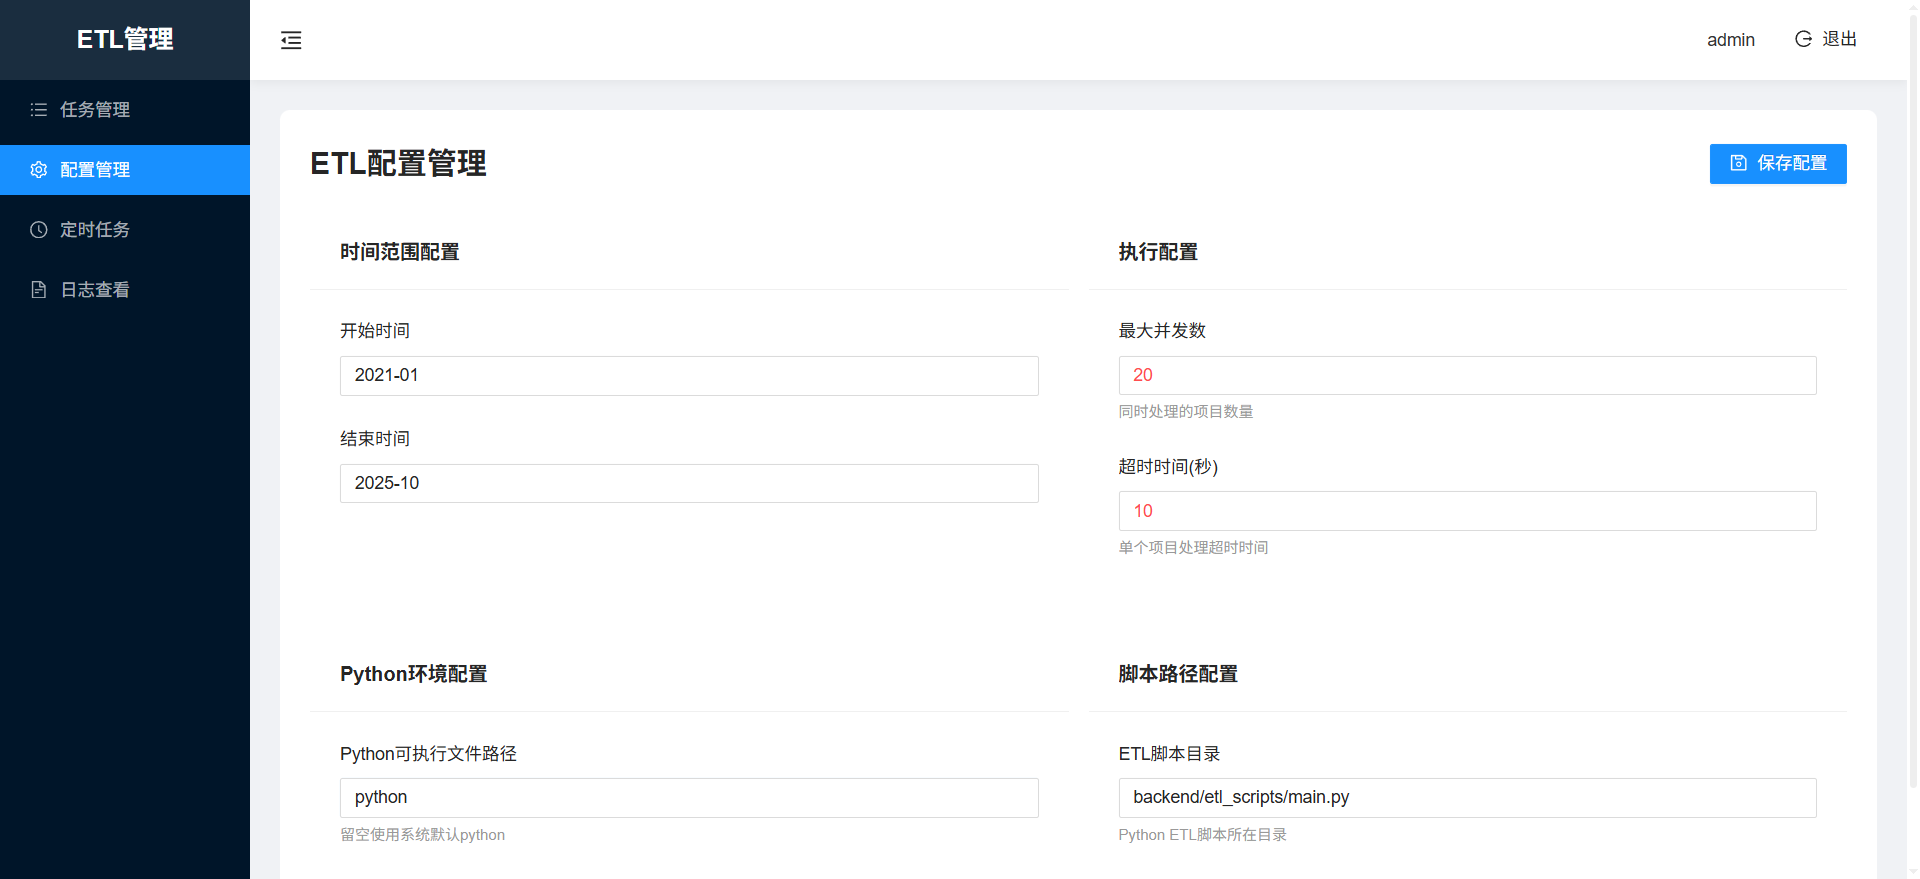 ETL管理
任务管理
配置管理
定时任务
日志查看
admin
退出
ETL配置管理
保存配置
时间范围配置
开始时间
2021-01
结束时间
2025-10
执行配置
最大并发数
20
同时处理的项目数量
超时时间(秒)
10
单个项目处理超时时间
Python环境配置
Python可执行文件路径
python
留空使用系统默认python
脚本路径配置
ETL脚本目录
backend/etl_scripts/main.py
Python ETL脚本所在目录